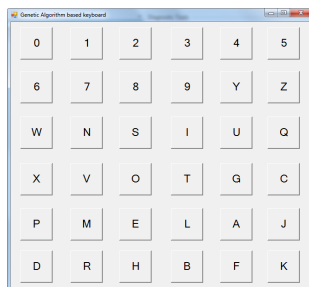 Genetic Algorithm based keyboard
0 1 2 3 4 5
6 7 8 9 Y Z
W N S I U Q
X V O T G C
P M E L A J
D R H B F K